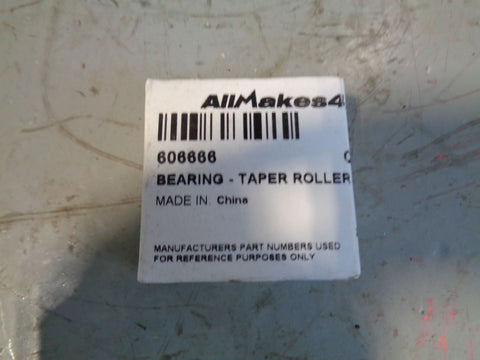 AllMakes4
606666
BEARING - TAPER ROLLER
MADE IN China
MANUFACTURERS PART NUMBERS USED
FOR REFERENCE PURPOSES ONLY